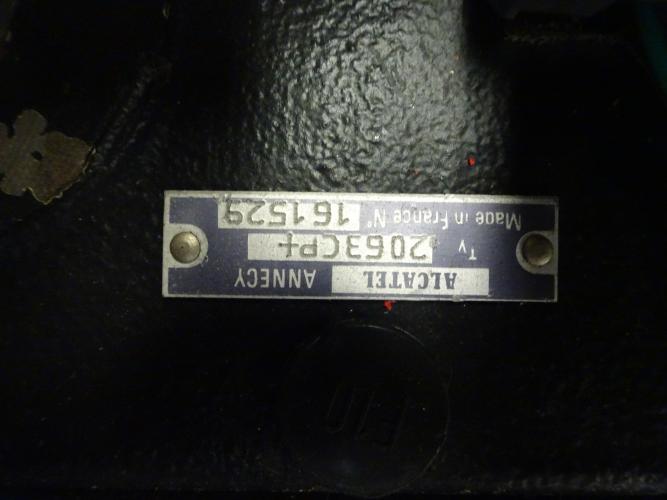 ALCATEL ANNECY
Ty 2063CP+
Made in France N° 161529